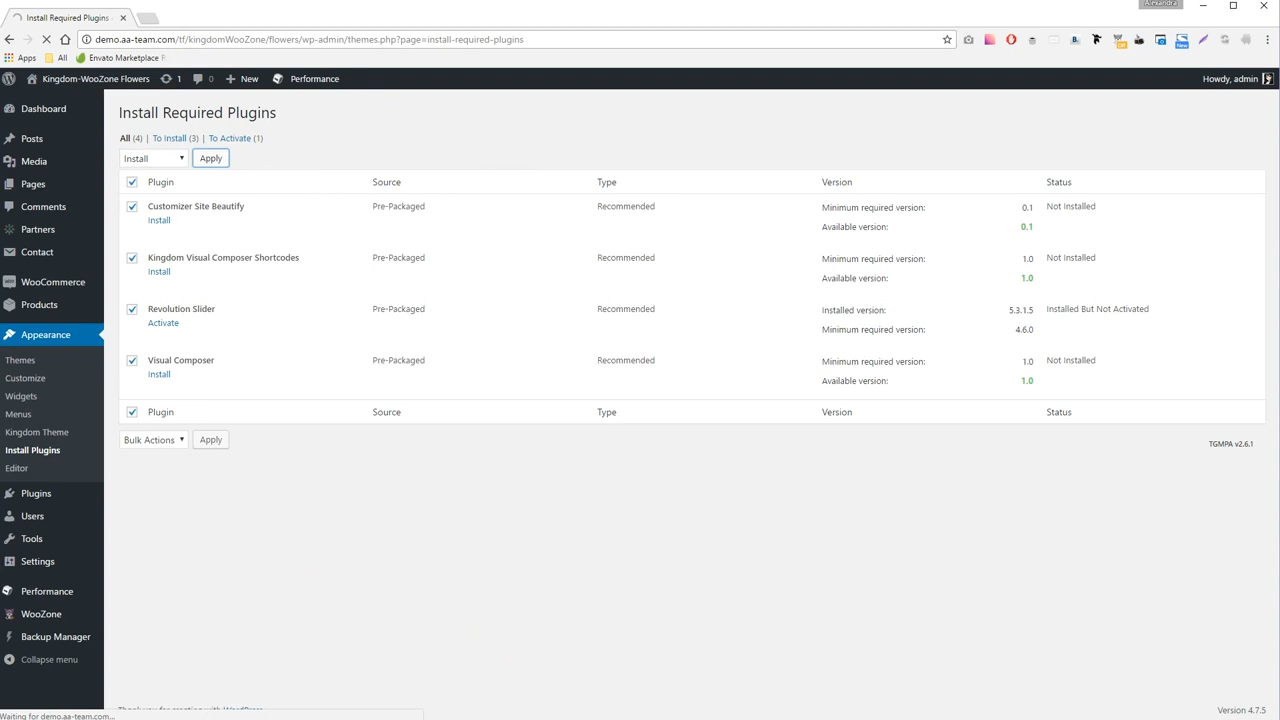 Alexandra
Install Required Plugins
demo.aa-team.com/tf/kingdomWooZone/flowers/wp-admin/themes.php?page=install-required-plugins
Apps
All
Envato Marketplace R
Kingdom-WooZone Flowers
1
0
New
Performance
Howdy, admin
Dashboard
Posts
Media
Pages
Comments
Partners
Contact
WooCommerce
Products
Appearance
Themes
Customize
Widgets
Menus
Kingdom Theme
Install Plugins
Editor
Plugins
Users
Tools
Settings
Performance
WooZone
Backup Manager
Collapse menu
Install Required Plugins
All (4) | To Install (3) | To Activate (1)
Install Apply
Plugin Source Type Version Status
Customizer Site Beautify Pre-Packaged Recommended Minimum required version: 0.1 Not Installed
Install Available version: 0.1
Kingdom Visual Composer Shortcodes Pre-Packaged Recommended Minimum required version: 1.0 Not Installed
Install Available version: 1.0
Revolution Slider Pre-Packaged Recommended Installed version: 5.3.1.5 Installed But Not Activated
Activate Minimum required version: 4.6.0
Visual Composer Pre-Packaged Recommended Minimum required version: 1.0 Not Installed
Install Available version: 1.0
Plugin Source Type Version Status
Bulk Actions Apply
TGMPA v2.6.1
Thank you for creating with WordPress.
Version 4.7.5
Waiting for demo.aa-team.com...